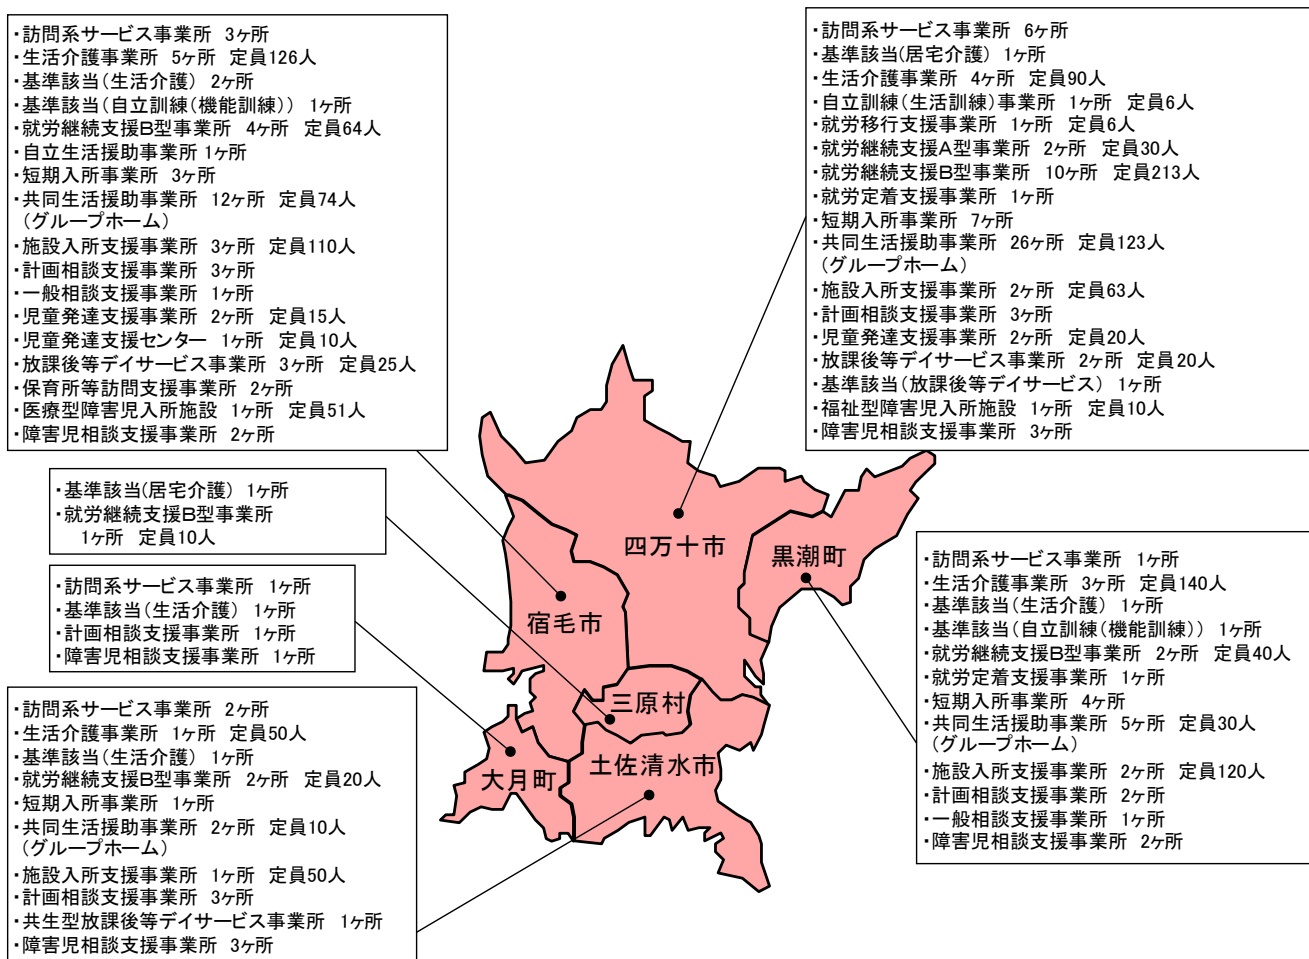 ・訪問系サービス事業所 3ヶ所
・生活介護事業所 5ヶ所 定員126人
・基準該当(生活介護) 2ヶ所
・基準該当(自立訓練(機能訓練)) 1ヶ所
・就労継続支援B型事業所 4ヶ所 定員64人
・自立生活援助事業所 1ヶ所
・短期入所事業所 3ヶ所
・共同生活援助事業所 12ヶ所 定員74人
(グループホーム)
・施設入所支援事業所 3ヶ所 定員110人
・計画相談支援事業所 3ヶ所
・一般相談支援事業所 1ヶ所
・児童発達支援事業所 2ヶ所 定員15人
・児童発達支援センター 1ヶ所 定員10人
・放課後等デイサービス事業所 3ヶ所 定員25人
・保育所等訪問支援事業所 2ヶ所
・医療型障害児入所施設 1ヶ所 定員51人
・障害児相談支援事業所 2ヶ所
・訪問系サービス事業所 6ヶ所
・基準該当(居宅介護) 1ヶ所
・生活介護事業所 4ヶ所 定員90人
・自立訓練(生活訓練)事業所 1ヶ所 定員6人
・就労移行支援事業所 1ヶ所 定員6人
・就労継続支援A型事業所 2ヶ所 定員30人
・就労継続支援B型事業所 10ヶ所 定員213人
・就労定着支援事業所 1ヶ所
・短期入所事業所 7ヶ所
・共同生活援助事業所 26ヶ所 定員123人
(グループホーム)
・施設入所支援事業所 2ヶ所 定員63人
・計画相談支援事業所 3ヶ所
・児童発達支援事業所 2ヶ所 定員20人
・放課後等デイサービス事業所 2ヶ所 定員20人
・基準該当(放課後等デイサービス) 1ヶ所
・福祉型障害児入所施設 1ヶ所 定員10人
・障害児相談支援事業所 3ヶ所
・基準該当(居宅介護) 1ヶ所
・就労継続支援B型事業所
1ヶ所 定員10人
・訪問系サービス事業所 1ヶ所
・基準該当(生活介護) 1ヶ所
・計画相談支援事業所 1ヶ所
・障害児相談支援事業所 1ヶ所
・訪問系サービス事業所 2ヶ所
・生活介護事業所 1ヶ所 定員50人
・基準該当(生活介護) 1ヶ所
・就労継続支援B型事業所 2ヶ所 定員20人
・短期入所事業所 1ヶ所
・共同生活援助事業所 2ヶ所 定員10人
(グループホーム)
・施設入所支援事業所 1ヶ所 定員50人
・計画相談支援事業所 3ヶ所
・共生型放課後等デイサービス事業所 1ヶ所
・障害児相談支援事業所 3ヶ所
四万十市
黒潮町
宿毛市
三原村
土佐清水市
大月町
・訪問系サービス事業所 1ヶ所
・生活介護事業所 3ヶ所 定員140人
・基準該当(生活介護) 1ヶ所
・基準該当(自立訓練(機能訓練)) 1ヶ所
・就労継続支援B型事業所 2ヶ所 定員40人
・就労定着支援事業所 1ヶ所
・短期入所事業所 4ヶ所
・共同生活援助事業所 5ヶ所 定員30人
(グループホーム)
・施設入所支援事業所 2ヶ所 定員120人
・計画相談支援事業所 2ヶ所
・一般相談支援事業所 1ヶ所
・障害児相談支援事業所 2ヶ所